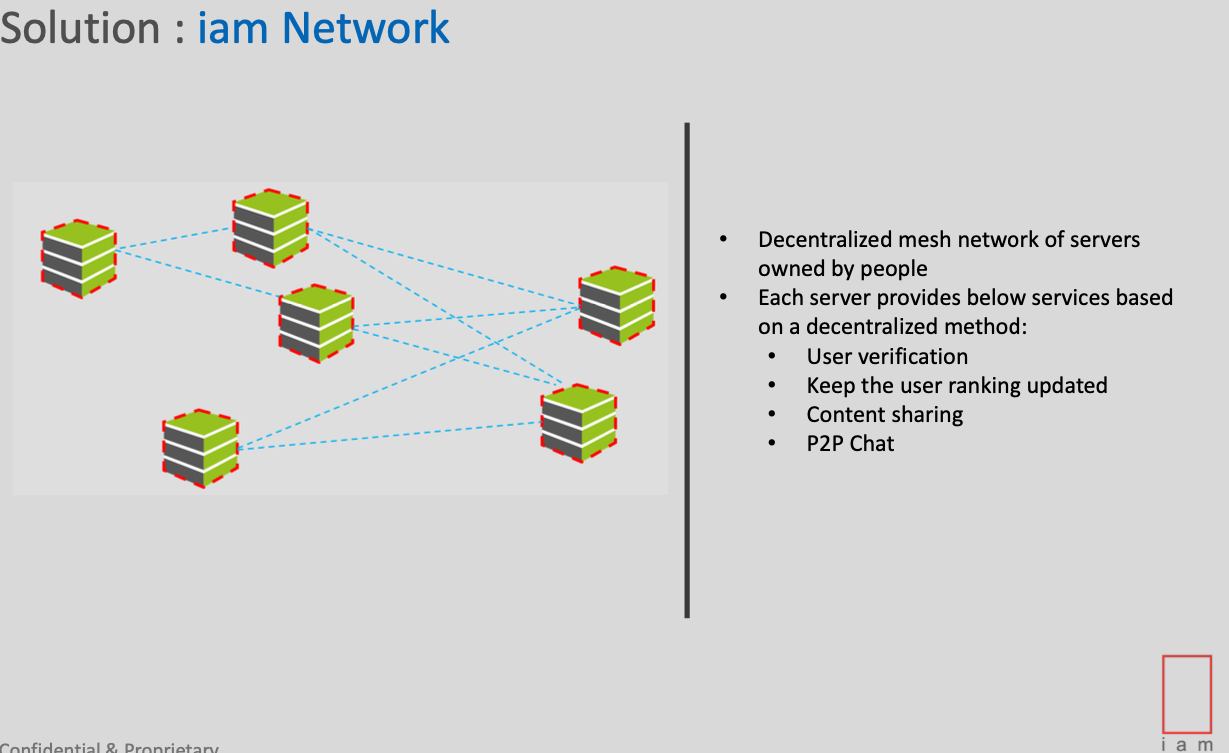 Solution : iam Network
• Decentralized mesh network of servers
owned by people
• Each server provides below services based
on a decentralized method:
• User verification
• Keep the user ranking updated
• Content sharing
• P2P Chat
i a m
Confidential & Proprietary